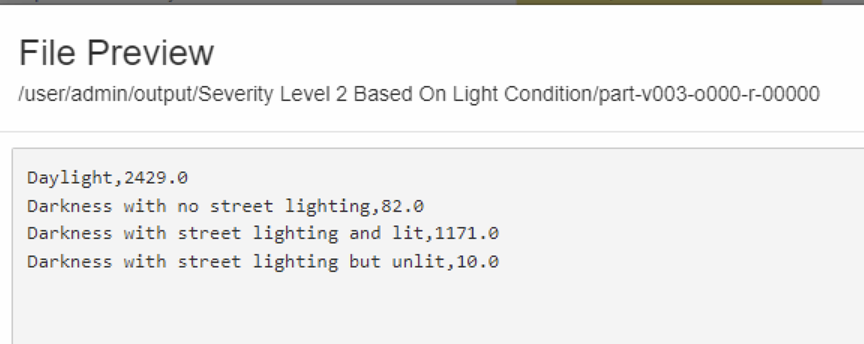 File Preview
/user/admin/output/Severity Level 2 Based On Light Condition/part-v003-o000-r-00000
Daylight,2429.0
Darkness with no street lighting,82.0
Darkness with street lighting and lit,1171.0
Darkness with street lighting but unlit,10.0